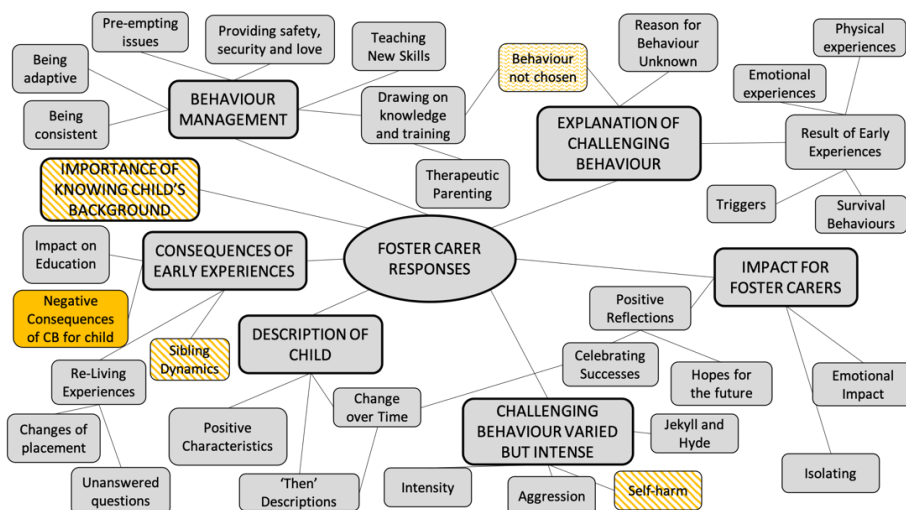 Pre-empting
issues
Providing safety,
security and love
Teaching
New Skills
Being
adaptive
BEHAVIOUR
MANAGEMENT
Being
consistent
Drawing on
knowledge
and training
Therapeutic
Parenting
Behaviour
not chosen
Reason for
Behaviour
Unknown
Physical
experiences
Emotional
experiences
EXPLANATION OF
CHALLENGING
BEHAVIOUR
Result of Early
Experiences
Triggers
Survival
Behaviours
IMPORTANCE OF
KNOWING CHILD'S
BACKGROUND
FOSTER CARER
RESPONSES
Impact on
Education
CONSEQUENCES OF
EARLY EXPERIENCES
Negative
Consequences
of CB for child
Sibling
Dynamics
Re-Living
Experiences
Changes of
placement
Unanswered
questions
DESCRIPTION OF
CHILD
Positive
Characteristics
Change
over Time
‘Then’
Descriptions
IMPACT FOR
FOSTER CARERS
Positive
Reflections
Celebrating
Successes
Hopes for
the future
Emotional
Impact
Isolating
CHALLENGING
BEHAVIOUR VARIED
BUT INTENSE
Jekyll and
Hyde
Intensity
Aggression
Self-harm